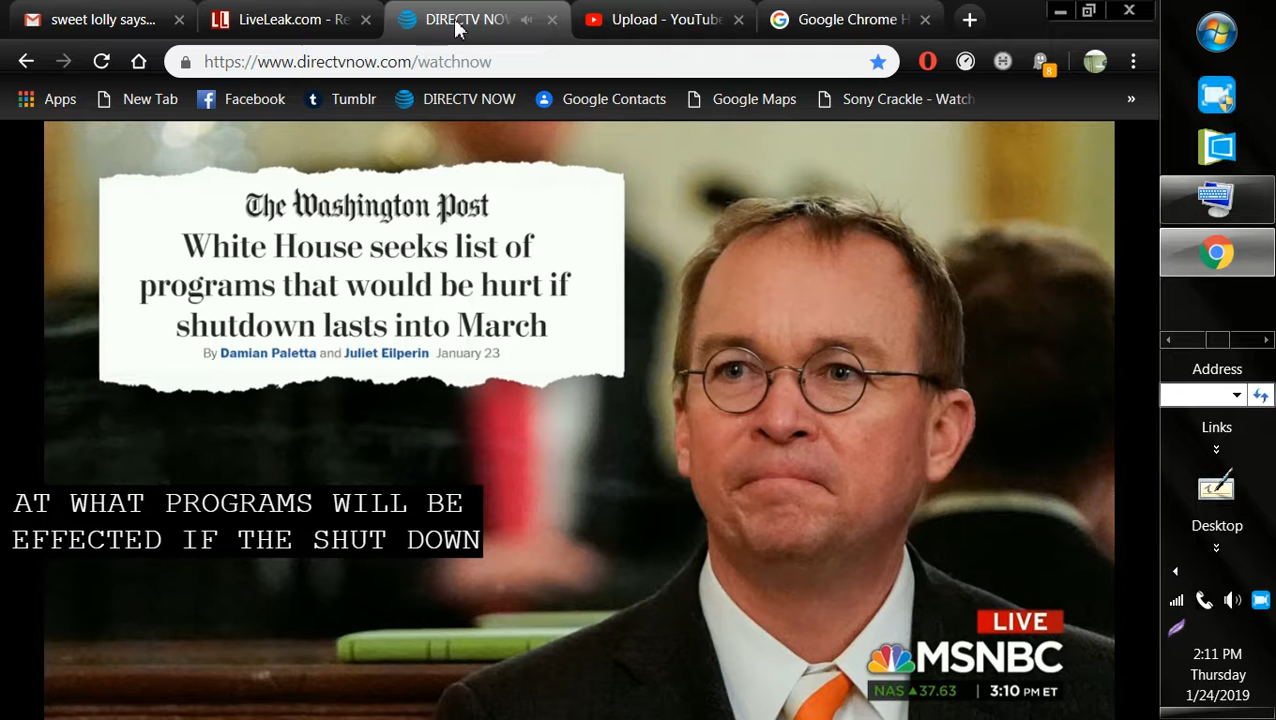 sweet lolly says...
LiveLeak.com - Re
DIRECTV NOW
Upload - YouTube
Google Chrome H
https://www.directvnow.com/watchnow
8
Apps
New Tab
Facebook
Tumblr
DIRECTV NOW
Google Contacts
Google Maps
Sony Crackle - Watch
»
The Washington Post
White House seeks list of
programs that would be hurt if
shutdown lasts into March
By Damian Paletta and Juliet Eilperin January 23
AT WHAT PROGRAMS WILL BE
EFFECTED IF THE SHUT DOWN
LIVE
MSNBC
NAS ▲37.63 3:10 PM ET
Address
Links
Desktop
2:11 PM
Thursday
1/24/2019